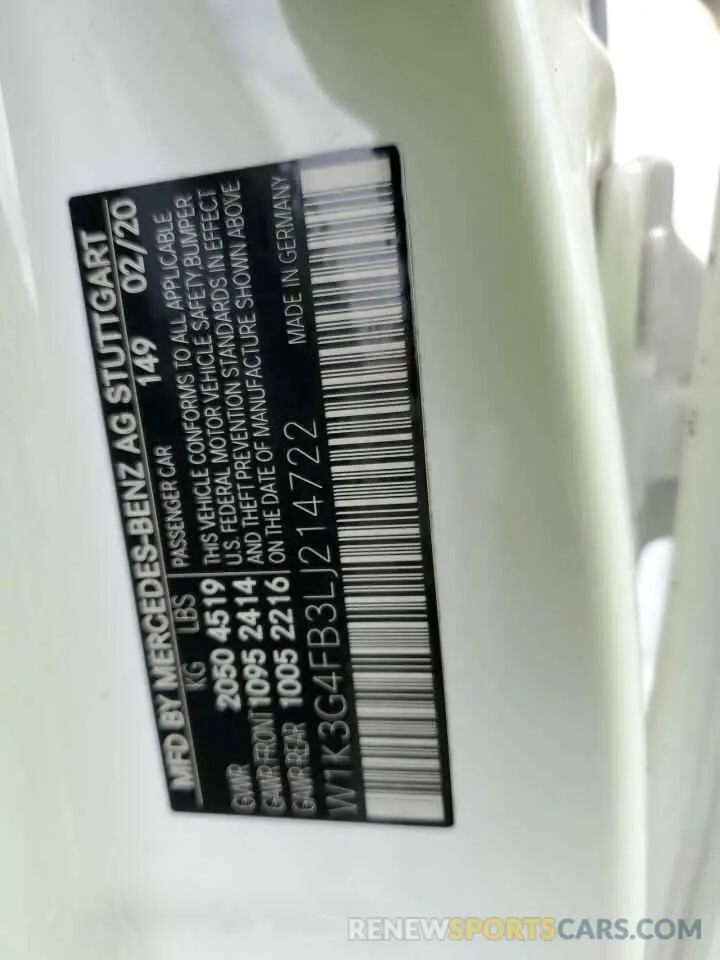 MFD BY MERCEDES-BENZ AG STUTTGART
KG LBS PASSENGER CAR 149 02/20
GWR 2050 4519
GAWR FRONT 1095 2414
GAWR REAR 1005 2216
THIS VEHICLE CONFORMS TO ALL APPLICABLE
U.S. FEDERAL MOTOR VEHICLE SAFETY, BUMPER
AND THEFT PREVENTION STANDARDS IN EFFECT
ON THE DATE OF MANUFACTURE SHOWN ABOVE
W1K3G4FB3LJ214722 MADE IN GERMANY
RENEWSPORTSCARS.COM